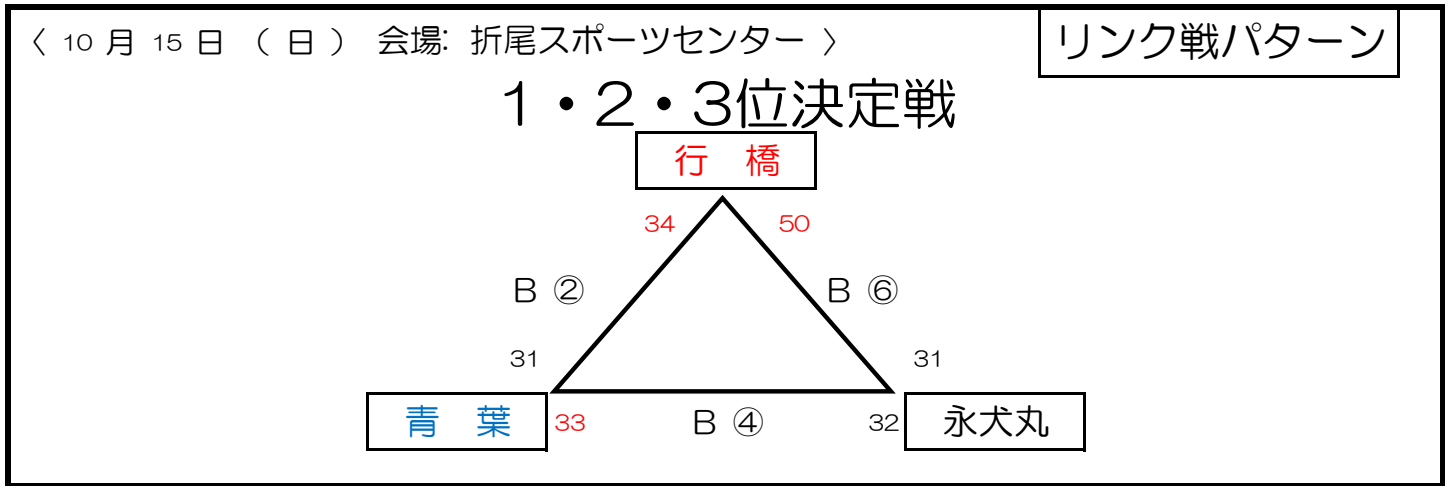 〈 10 月 15 日 （ 日 ） 会場: 折尾スポーツセンター 〉
リンク戦パターン
1・2・3位決定戦
行 橋
34 50
B ② B ⑥
31 31
青 葉 33 B ④ 32 永犬丸